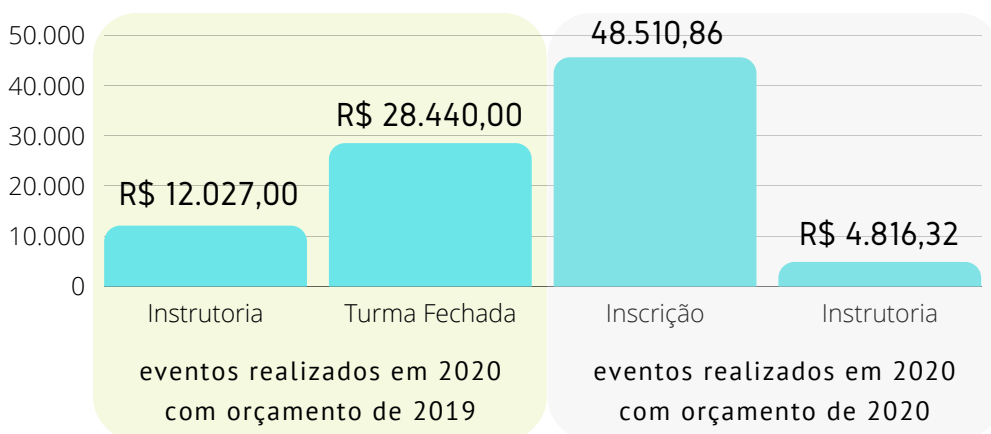 50.000
40.000
30.000
20.000
10.000
0
R$ 12.027,00
R$ 28.440,00
48.510,86
R$ 4.816,32
Instrutoria
Turma Fechada
Inscrição
Instrutoria
eventos realizados em 2020
com orçamento de 2019
eventos realizados em 2020
com orçamento de 2020